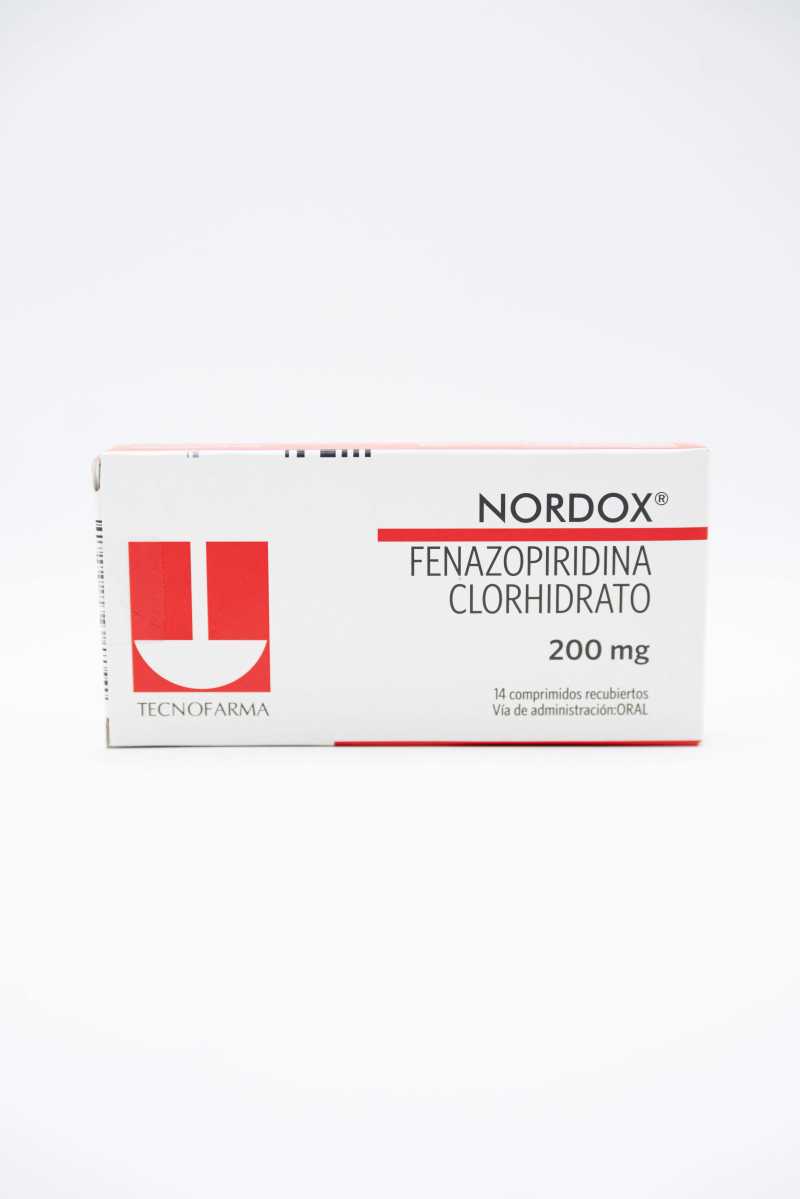 NORDOX®
FENAZOPIRIDINA
CLORHIDRATO
200 mg
14 comprimidos recubiertos
Vía de administración:ORAL
TECNOFARMA